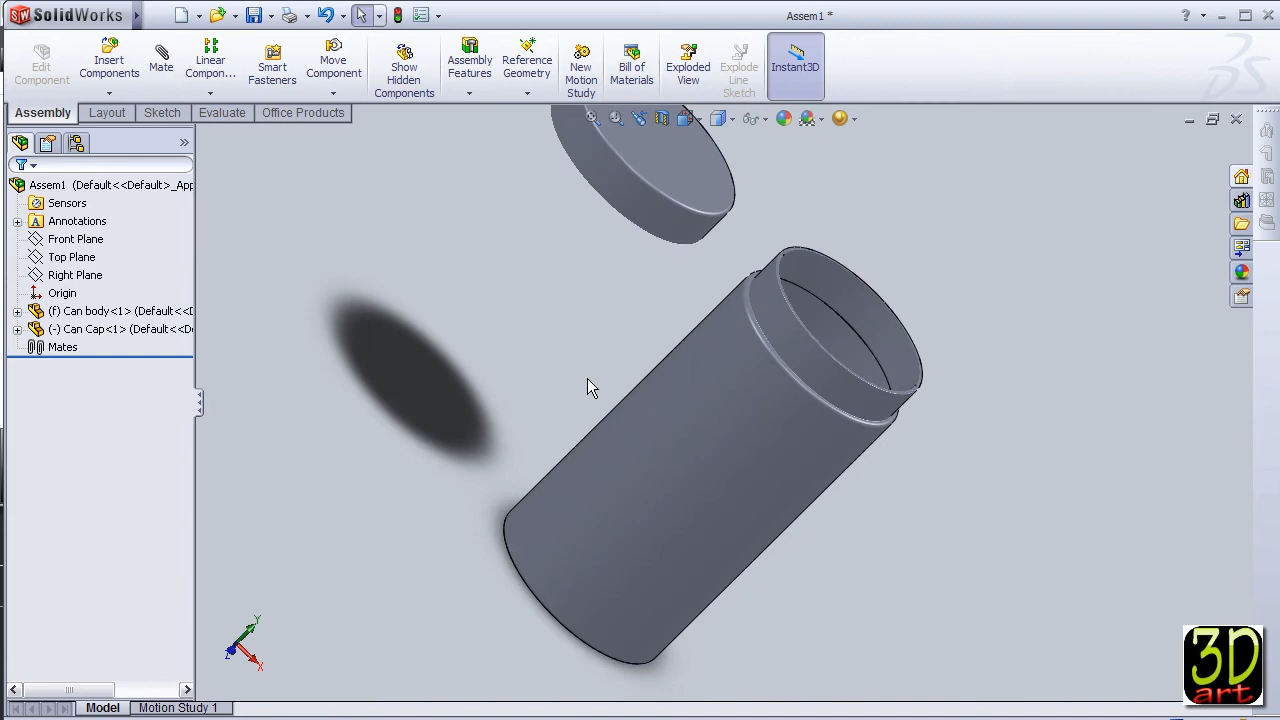 SolidWorks
Assem1 *
?
Edit Component
Insert Components
Mate
Linear Compon...
Smart Fasteners
Move Component
Show Hidden Components
Assembly Features
Reference Geometry
New Motion Study
Bill of Materials
Exploded View
Explode Line Sketch
Instant3D
Assembly
Layout
Sketch
Evaluate
Office Products
Assem1 (Default<<Default>_App
Sensors
Annotations
Front Plane
Top Plane
Right Plane
Origin
(f) Can body<1> (Default<<D
(-) Can Cap<1> (Default<<De
Mates
Y
Z
X
Model
Motion Study 1
3D
art